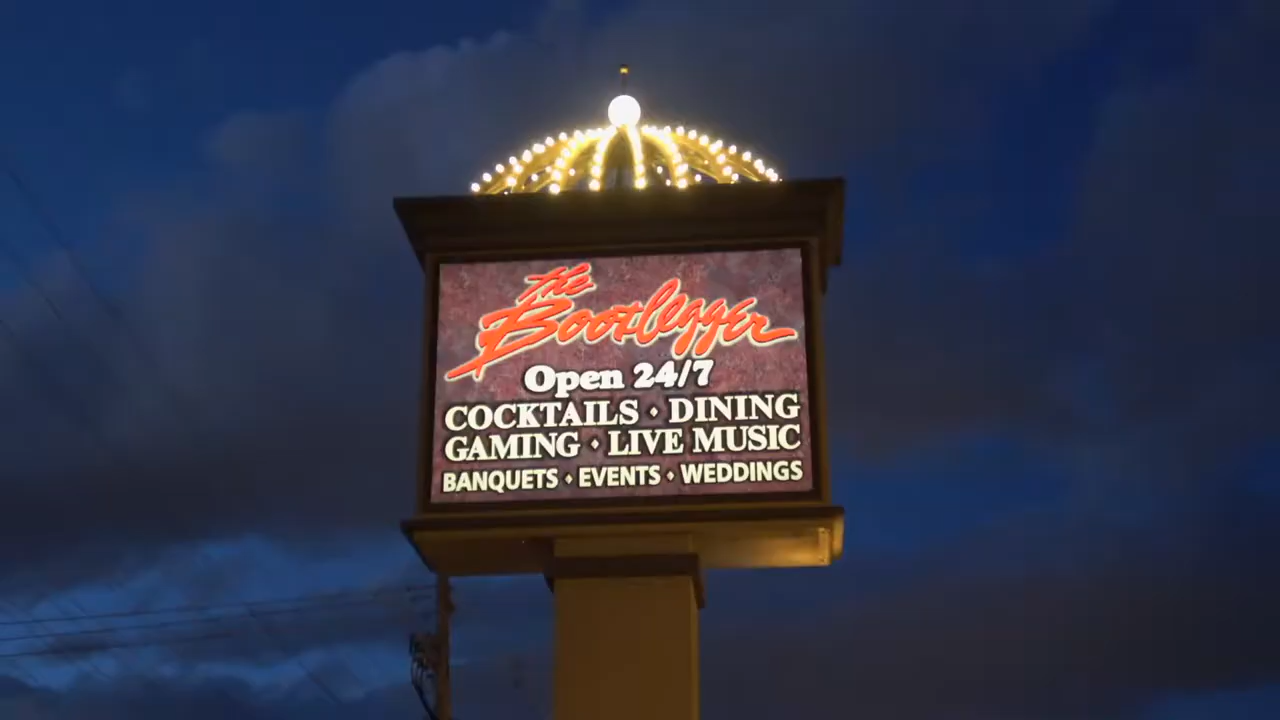 The
Bootlegger
Open 24/7
COCKTAILS · DINING
GAMING · LIVE MUSIC
BANQUETS · EVENTS · WEDDINGS